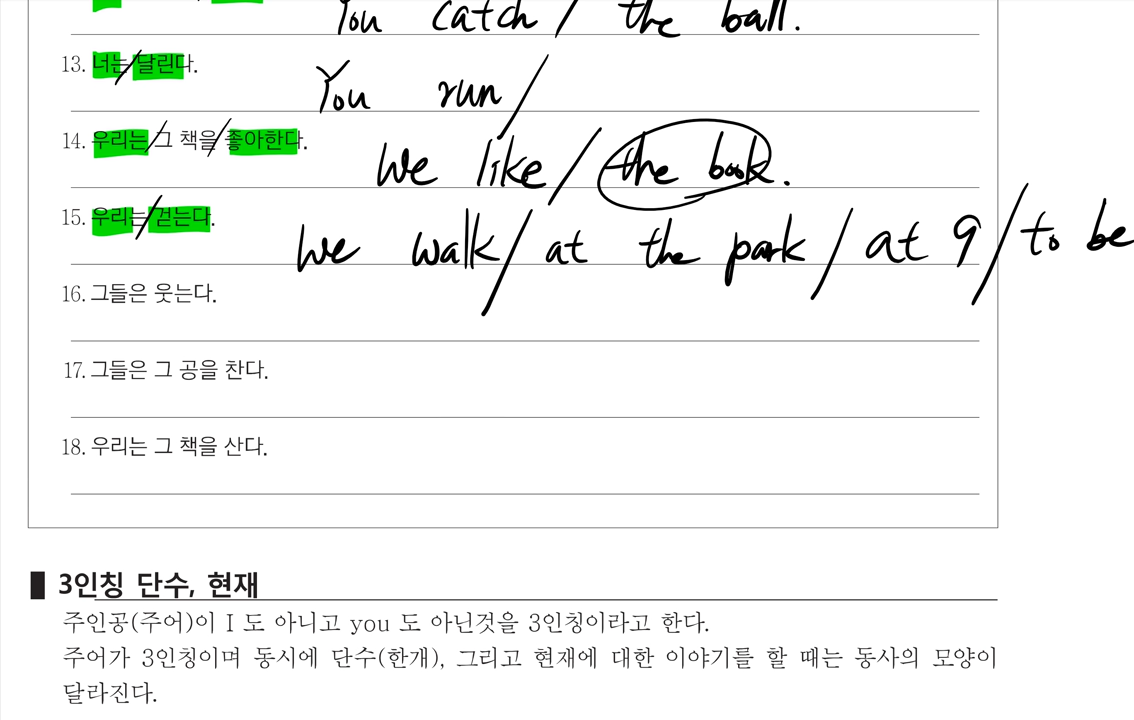 You catch / the ball.
13. 너는/달린다.
You run /
14. 우리는/그 책을/좋아한다.
We like / the book.
15. 우리는/걷는다.
We walk / at the park / at 9 / to be
16. 그들은 웃는다.
17. 그들은 그 공을 찬다.
18. 우리는 그 책을 산다.
3인칭 단수, 현재
주인공(주어)이 I 도 아니고 you 도 아닌것을 3인칭이라고 한다.
주어가 3인칭이며 동시에 단수(한개), 그리고 현재에 대한 이야기를 할 때는 동사의 모양이
달라진다.